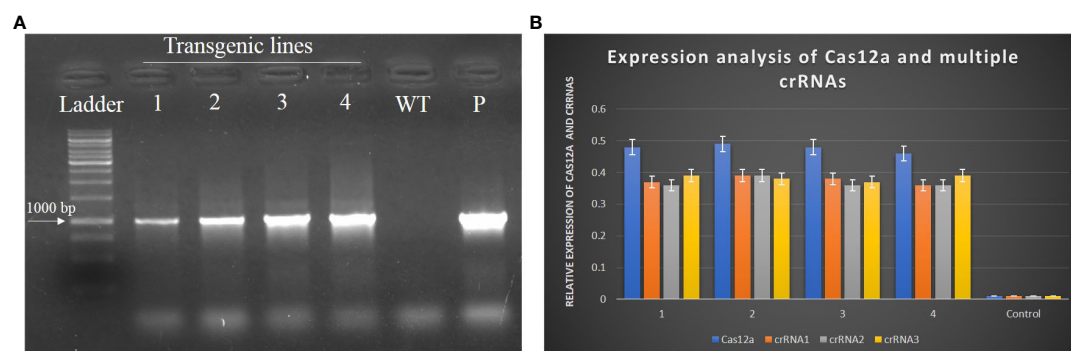 A
Transgenic lines
Ladder 1 2 3 4 WT P
1000 bp
B
Expression analysis of Cas12a and multiple
crRNAs
RELATIVE EXPRESSION OF CAS12A AND CRRNAS
0.6
0.5
0.4
0.3
0.2
0.1
0
1 2 3 4 Control
Cas12a crRNA1 crRNA2 crRNA3